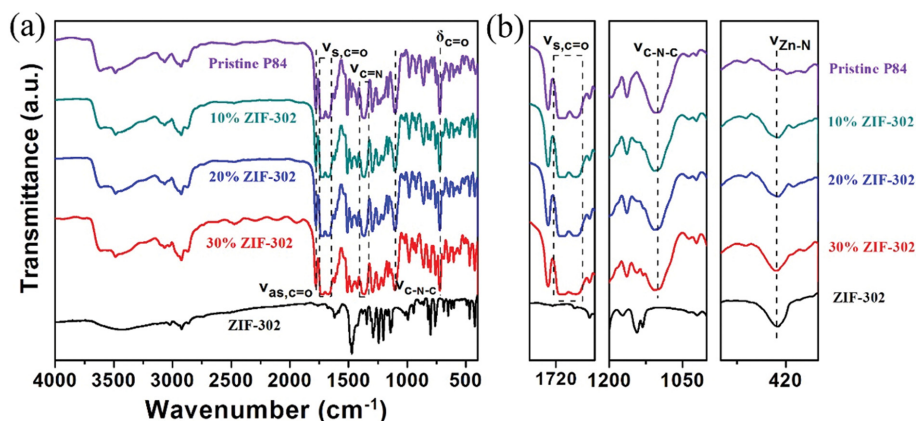 (a)
(b)
Transmittance (a.u.)
νs,c=o
νC=N
δC=O
Pristine P84
10% ZIF-302
20% ZIF-302
30% ZIF-302
νas,c=o
νC-N-C
ZIF-302
4000 3500 3000 2500 2000 1500 1000 500
Wavenumber (cm-1)
νs,c=o
νC-N-C
νZn-N
Pristine P84
10% ZIF-302
20% ZIF-302
30% ZIF-302
ZIF-302
1720 1200 1050 420